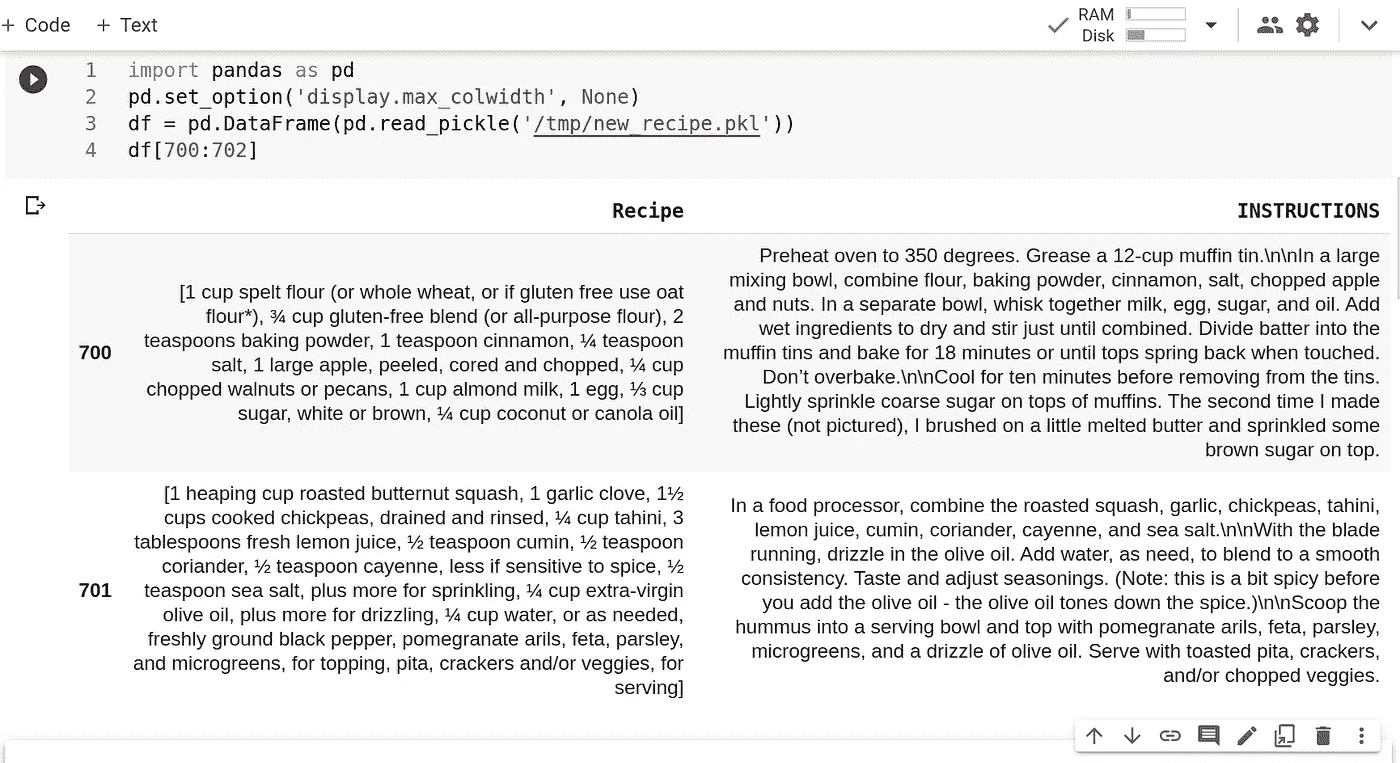 + Code + Text
RAM
Disk
1 import pandas as pd
2 pd.set_option('display.max_colwidth', None)
3 df = pd.DataFrame(pd.read_pickle('/tmp/new_recipe.pkl'))
4 df[700:702]
Recipe INSTRUCTIONS
700
[1 cup spelt flour (or whole wheat, or if gluten free use oat
flour*), ¾ cup gluten-free blend (or all-purpose flour), 2
teaspoons baking powder, 1 teaspoon cinnamon, ¼ teaspoon
salt, 1 large apple, peeled, cored and chopped, ¼ cup
chopped walnuts or pecans, 1 cup almond milk, 1 egg, ⅓ cup
sugar, white or brown, ¼ cup coconut or canola oil]
Preheat oven to 350 degrees. Grease a 12-cup muffin tin.\n\nIn a large
mixing bowl, combine flour, baking powder, cinnamon, salt, chopped apple
and nuts. In a separate bowl, whisk together milk, egg, sugar, and oil. Add
wet ingredients to dry and stir just until combined. Divide batter into the
muffin tins and bake for 18 minutes or until tops spring back when touched.
Don’t overbake.\n\nCool for ten minutes before removing from the tins.
Lightly sprinkle coarse sugar on tops of muffins. The second time I made
these (not pictured), I brushed on a little melted butter and sprinkled some
brown sugar on top.
701
[1 heaping cup roasted butternut squash, 1 garlic clove, 1½
cups cooked chickpeas, drained and rinsed, ¼ cup tahini, 3
tablespoons fresh lemon juice, ½ teaspoon cumin, ½ teaspoon
coriander, ½ teaspoon cayenne, less if sensitive to spice, ½
teaspoon sea salt, plus more for sprinkling, ¼ cup extra-virgin
olive oil, plus more for drizzling, ¼ cup water, or as needed,
freshly ground black pepper, pomegranate arils, feta, parsley,
and microgreens, for topping, pita, crackers and/or veggies, for
serving]
In a food processor, combine the roasted squash, garlic, chickpeas, tahini,
lemon juice, cumin, coriander, cayenne, and sea salt.\n\nWith the blade
running, drizzle in the olive oil. Add water, as need, to blend to a smooth
consistency. Taste and adjust seasonings. (Note: this is a bit spicy before
you add the olive oil - the olive oil tones down the spice.)\n\nScoop the
hummus into a serving bowl and top with pomegranate arils, feta, parsley,
microgreens, and a drizzle of olive oil. Serve with toasted pita, crackers,
and/or chopped veggies.